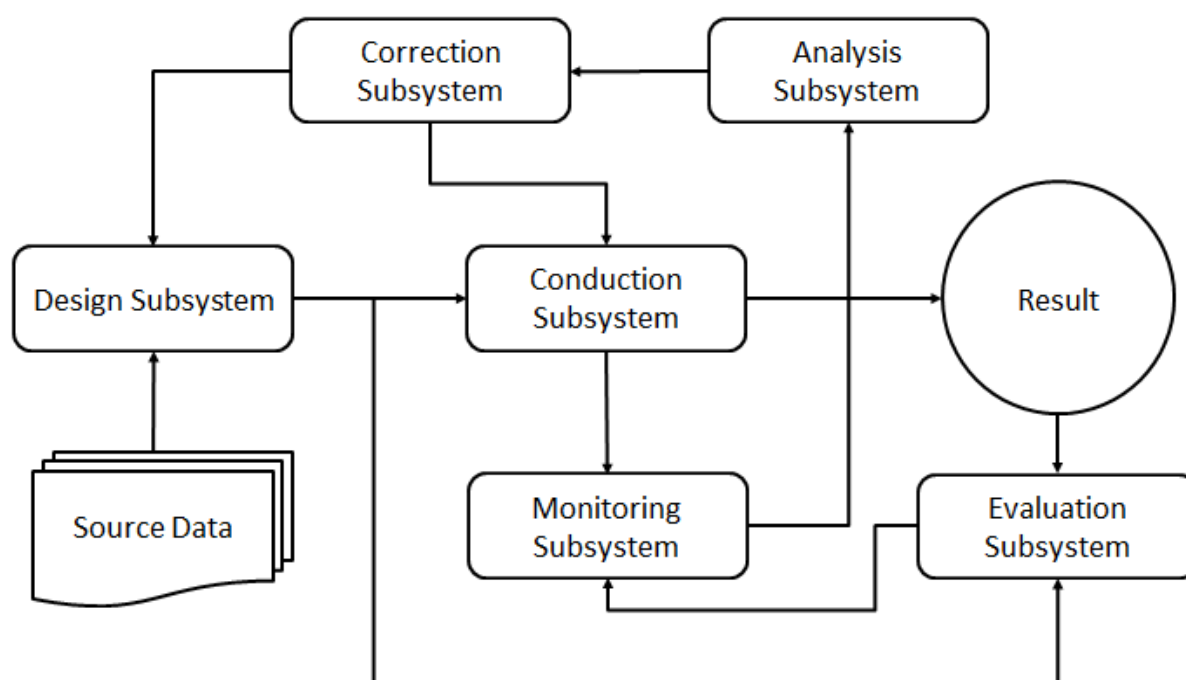 Correction
Subsystem
Analysis
Subsystem
Design Subsystem
Conduction
Subsystem
Result
Source Data
Monitoring
Subsystem
Evaluation
Subsystem